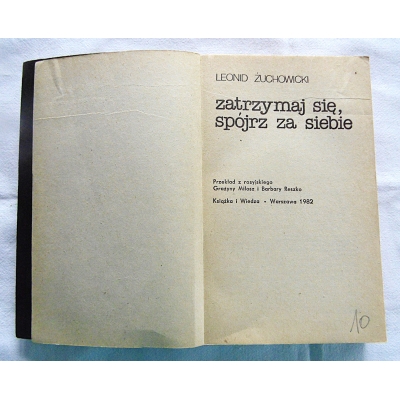 LEONID ŻUCHOWICKI
zatrzymaj się,
spójrz za siebie
Przekład z rosyjskiego
Grażyny Miłosz i Barbary Reszko
Książka i Wiedza • Warszawa 1982
10